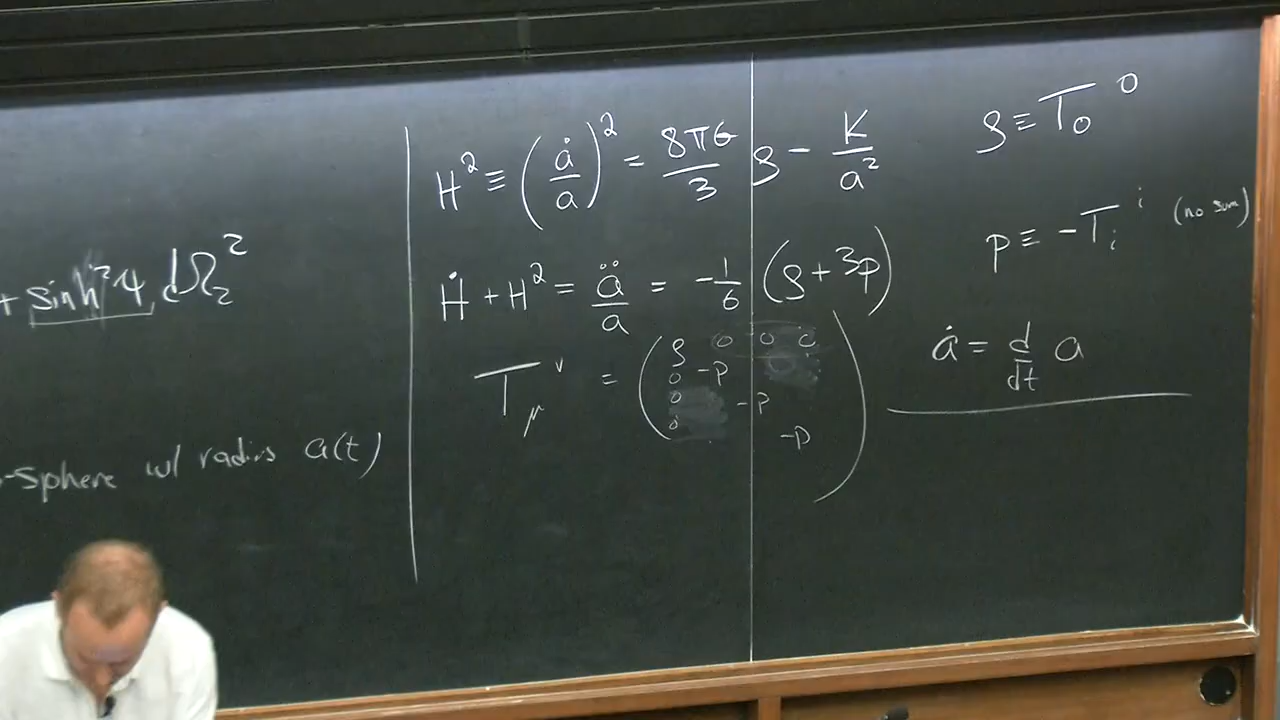 + sinh²ψ dΩ₂²
-sphere w/ radius a(t)
H² ≡ (ȧ/a)² = 8πG/3 ρ − K/a²
Ḣ + H² = ä/a = −1/6 (ρ + 3p)
T_μ^ν = (ρ 0 0 0
0 −p
0 −p
0 −p)
ρ ≡ T₀⁰
p ≡ −T_i^i (no sum)
ȧ = d/dt a